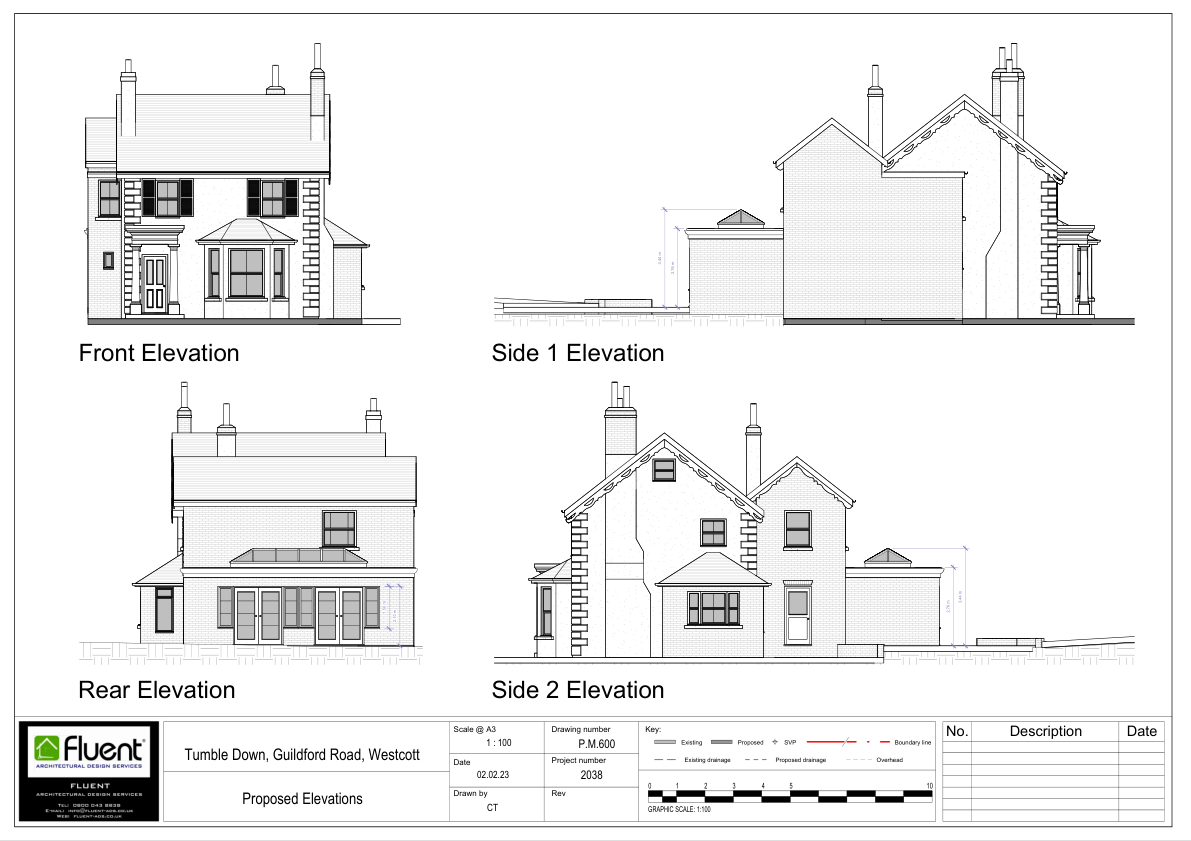 Front Elevation
Side 1 Elevation
Rear Elevation
Side 2 Elevation
fluent
ARCHITECTURAL DESIGN SERVICES
FLUENT
ARCHITECTURAL DESIGN SERVICES
TEL: 0800 043 8838
E-MAIL: INFO@FLUENT-ADS.CO.UK
WEB: FLUENT-ADS.CO.UK
Tumble Down, Guildford Road, Westcott
Proposed Elevations
Scale @ A3
1 : 100
Date
02.02.23
Drawn by
CT
Drawing number
P.M.600
Project number
2038
Rev
Key:
Existing Proposed SVP Boundary line
Existing drainage Proposed drainage Overhead
0 1 2 3 4 5 10
GRAPHIC SCALE: 1:100
No. Description Date